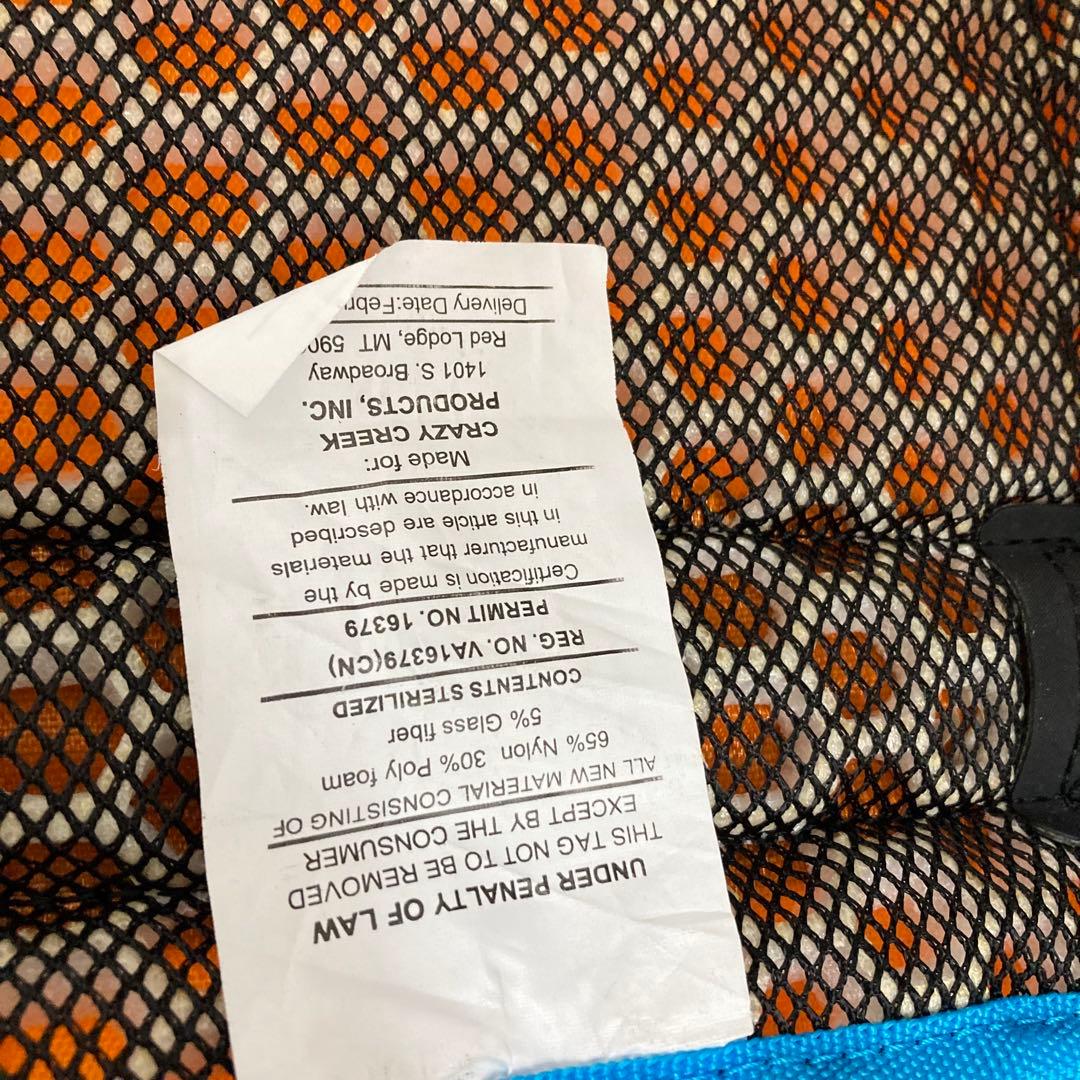 UNDER PENALTY OF LAW
THIS TAG NOT TO BE REMOVED
EXCEPT BY THE CONSUMER
ALL NEW MATERIAL CONSISTING OF
65% Nylon 30% Poly foam
5% Glass fiber
CONTENTS STERILIZED
REG. NO. VA16379(CN)
PERMIT NO. 16379
Certification is made by the
manufacturer that the materials
in this article are described
in accordance with law.
Made for:
CRAZY CREEK
PRODUCTS, INC.
1401 S. Broadway
Red Lodge, MT 590
Delivery Date:Febru